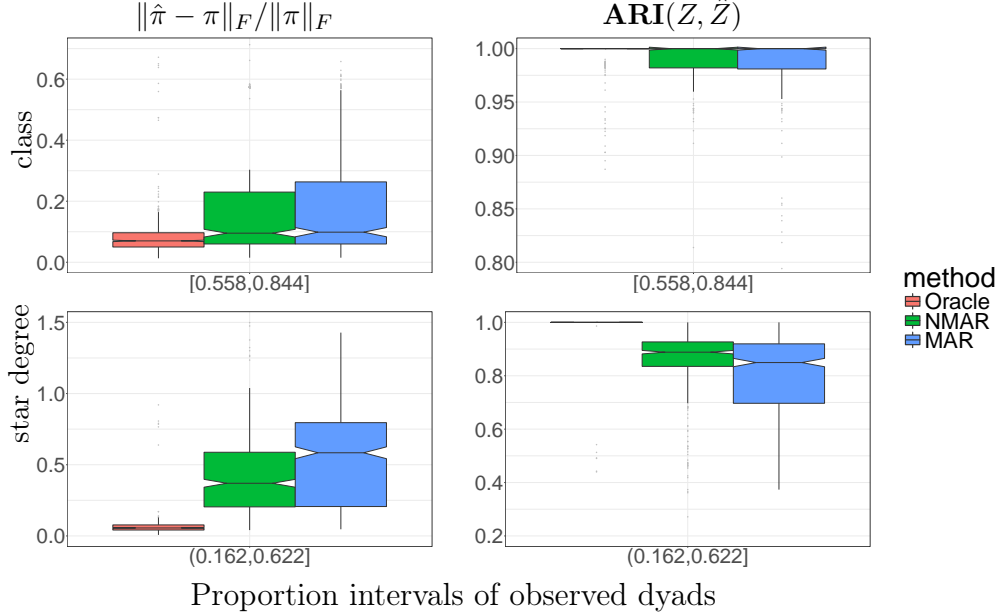 ‖π̂ − π‖_F/‖π‖_F
ARI(Z, Ẑ)
class
0.6
0.4
0.2
0.0
[0.558,0.844]
1.00
0.95
0.90
0.85
0.80
[0.558,0.844]
star degree
1.5
1.0
0.5
0.0
(0.162,0.622]
1.0
0.8
0.6
0.4
0.2
(0.162,0.622]
method
Oracle
NMAR
MAR
Proportion intervals of observed dyads